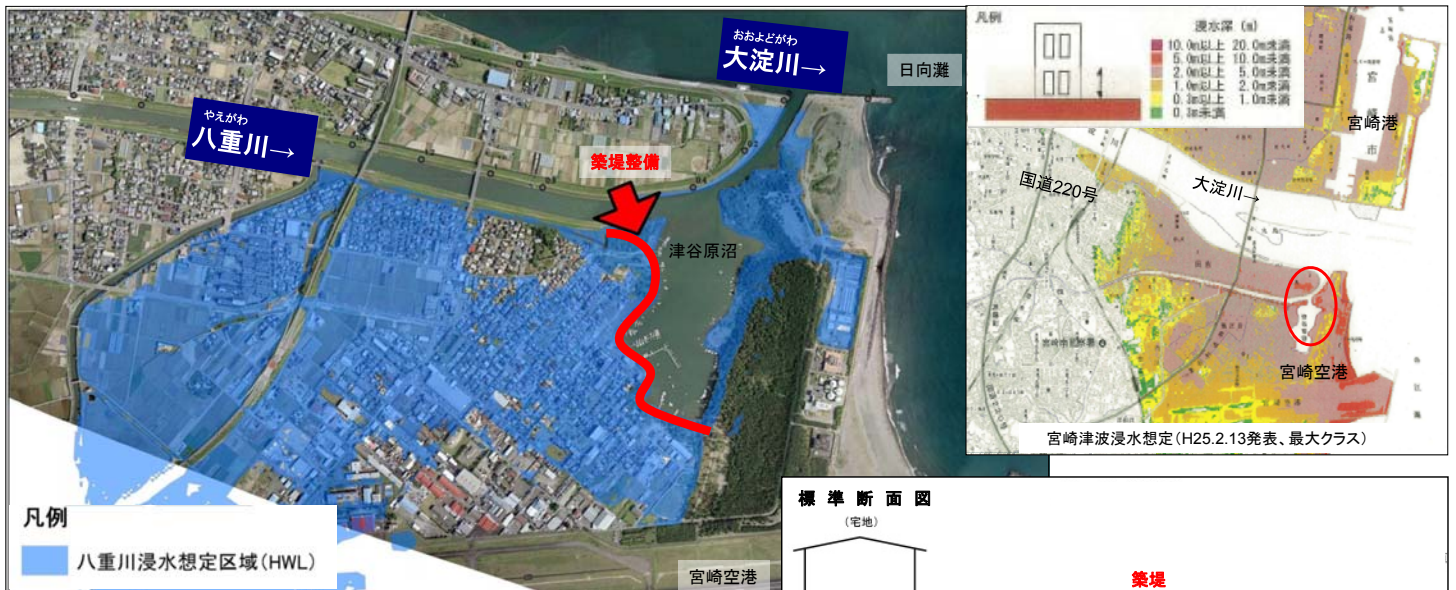 おおよどがわ
大淀川→
日向灘
やえがわ
八重川→
築堤整備
津谷原沼
凡例
八重川浸水想定区域(HWL)
宮崎空港
凡例
浸水深 (m)
10.0m以上 20.0m未満
5.0m以上 10.0m未満
2.0m以上 5.0m未満
1.0m以上 2.0m未満
0.3m以上 1.0m未満
0.3m未満
宮崎市
宮崎港
国道220号
大淀川→
宮崎空港
宮崎津波浸水想定(H25.2.13発表、最大クラス)
標準断面図
(宅地)
築堤